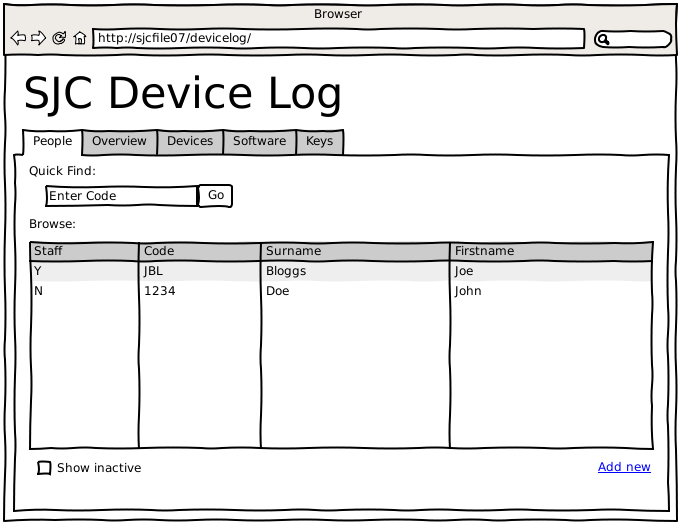 Browser
http://sjcfile07/devicelog/
SJC Device Log
People Overview Devices Software Keys
Quick Find:
Enter Code Go
Browse:
Staff Code Surname Firstname
Y JBL Bloggs Joe
N 1234 Doe John
Show inactive Add new